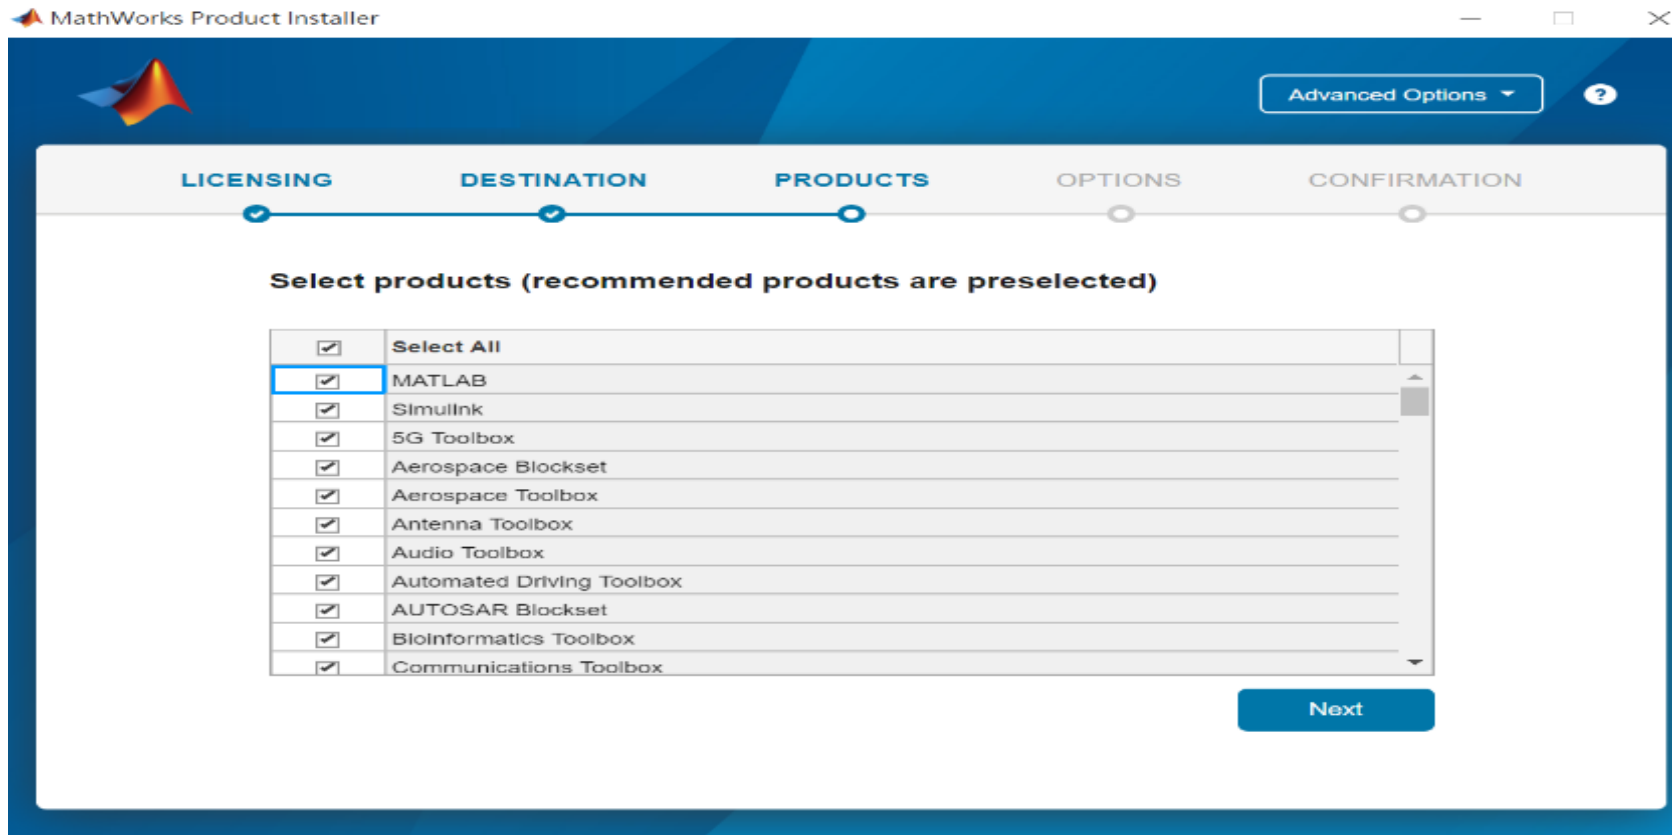 MathWorks Product Installer
Advanced Options
?
LICENSING DESTINATION PRODUCTS OPTIONS CONFIRMATION
Select products (recommended products are preselected)
Select All
MATLAB
Simulink
5G Toolbox
Aerospace Blockset
Aerospace Toolbox
Antenna Toolbox
Audio Toolbox
Automated Driving Toolbox
AUTOSAR Blockset
Bioinformatics Toolbox
Communications Toolbox
Next